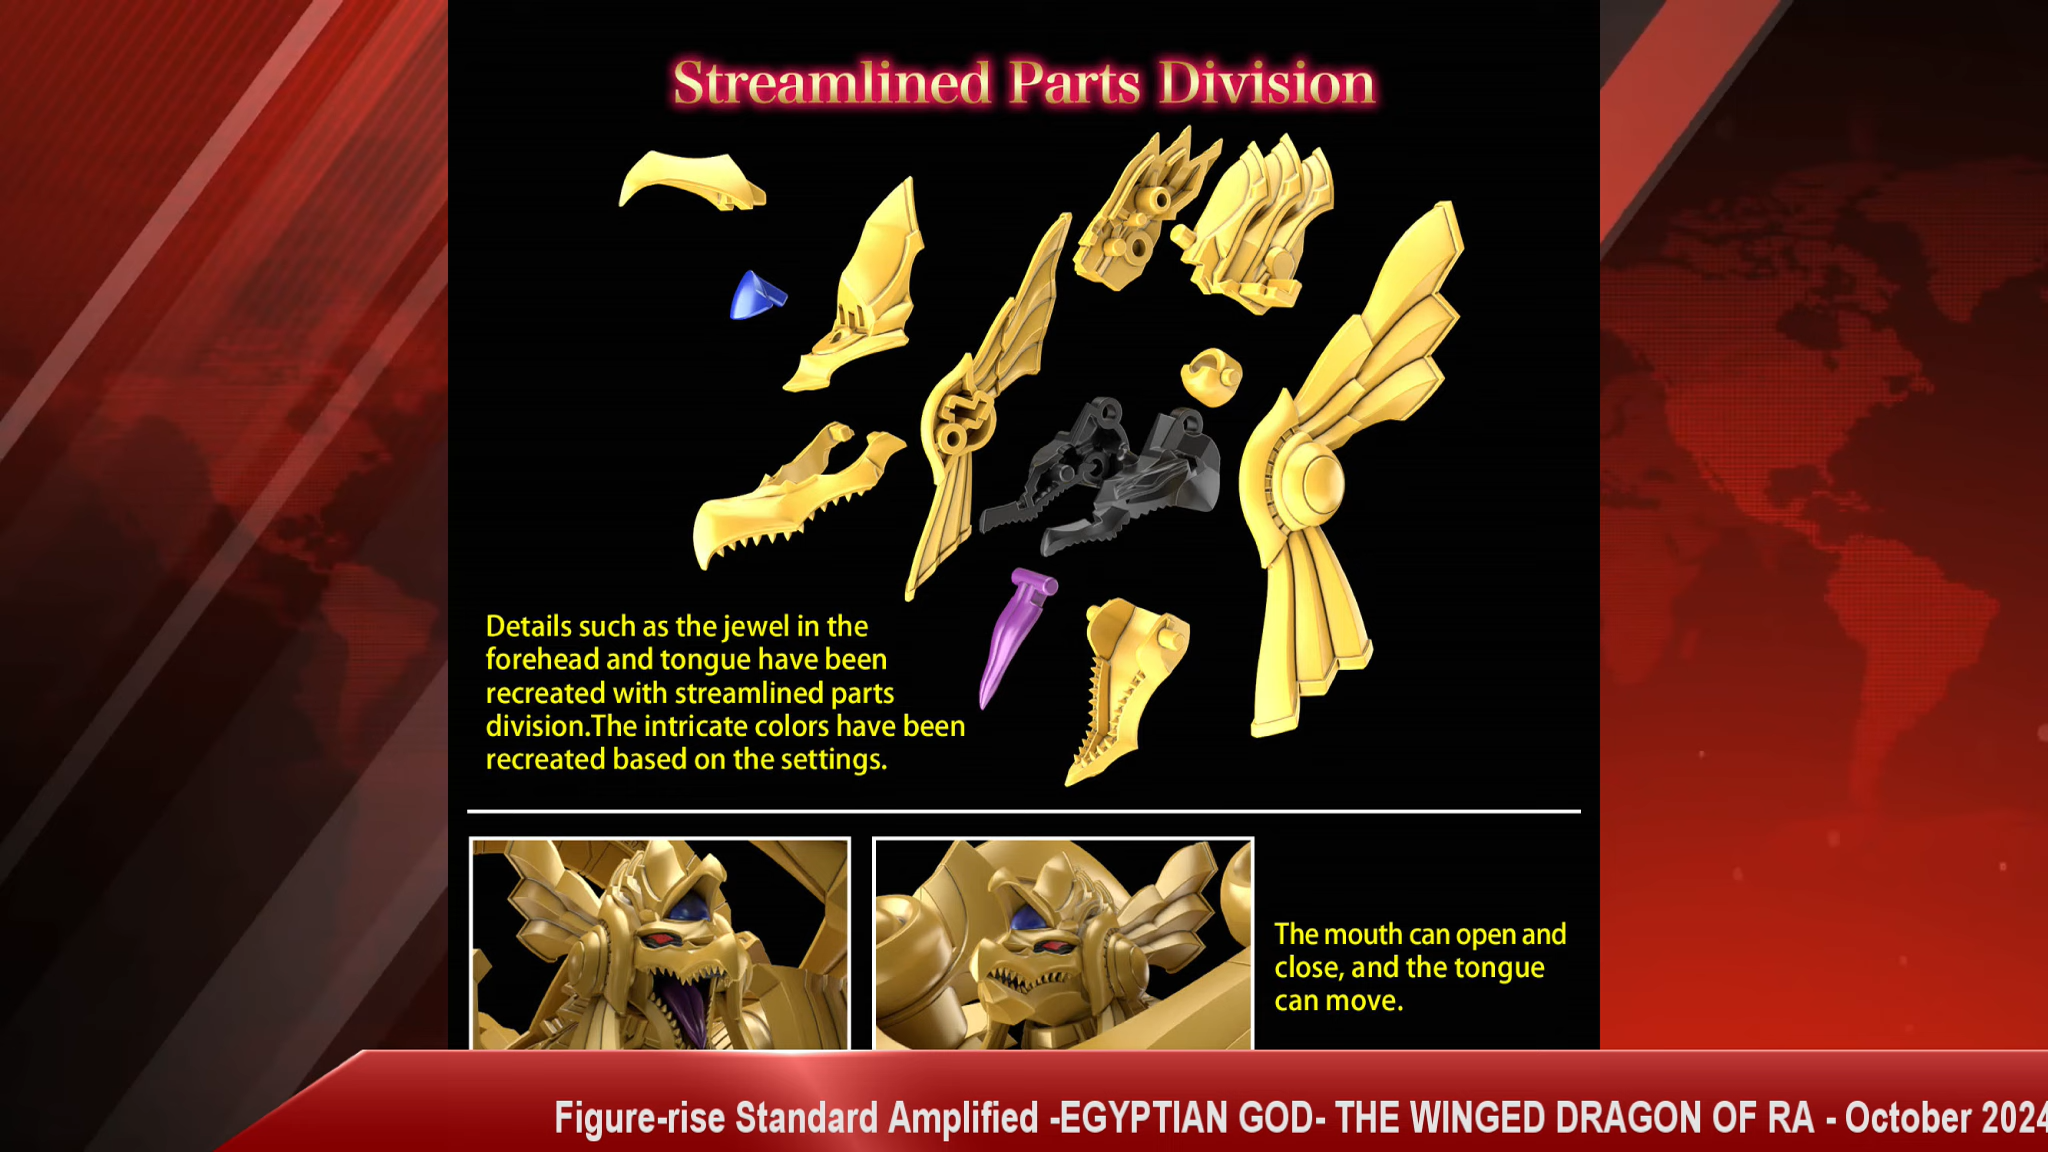 Streamlined Parts Division
Details such as the jewel in the
forehead and tongue have been
recreated with streamlined parts
division.The intricate colors have been
recreated based on the settings.
The mouth can open and
close, and the tongue
can move.
Figure-rise Standard Amplified -EGYPTIAN GOD- THE WINGED DRAGON OF RA - October 2024